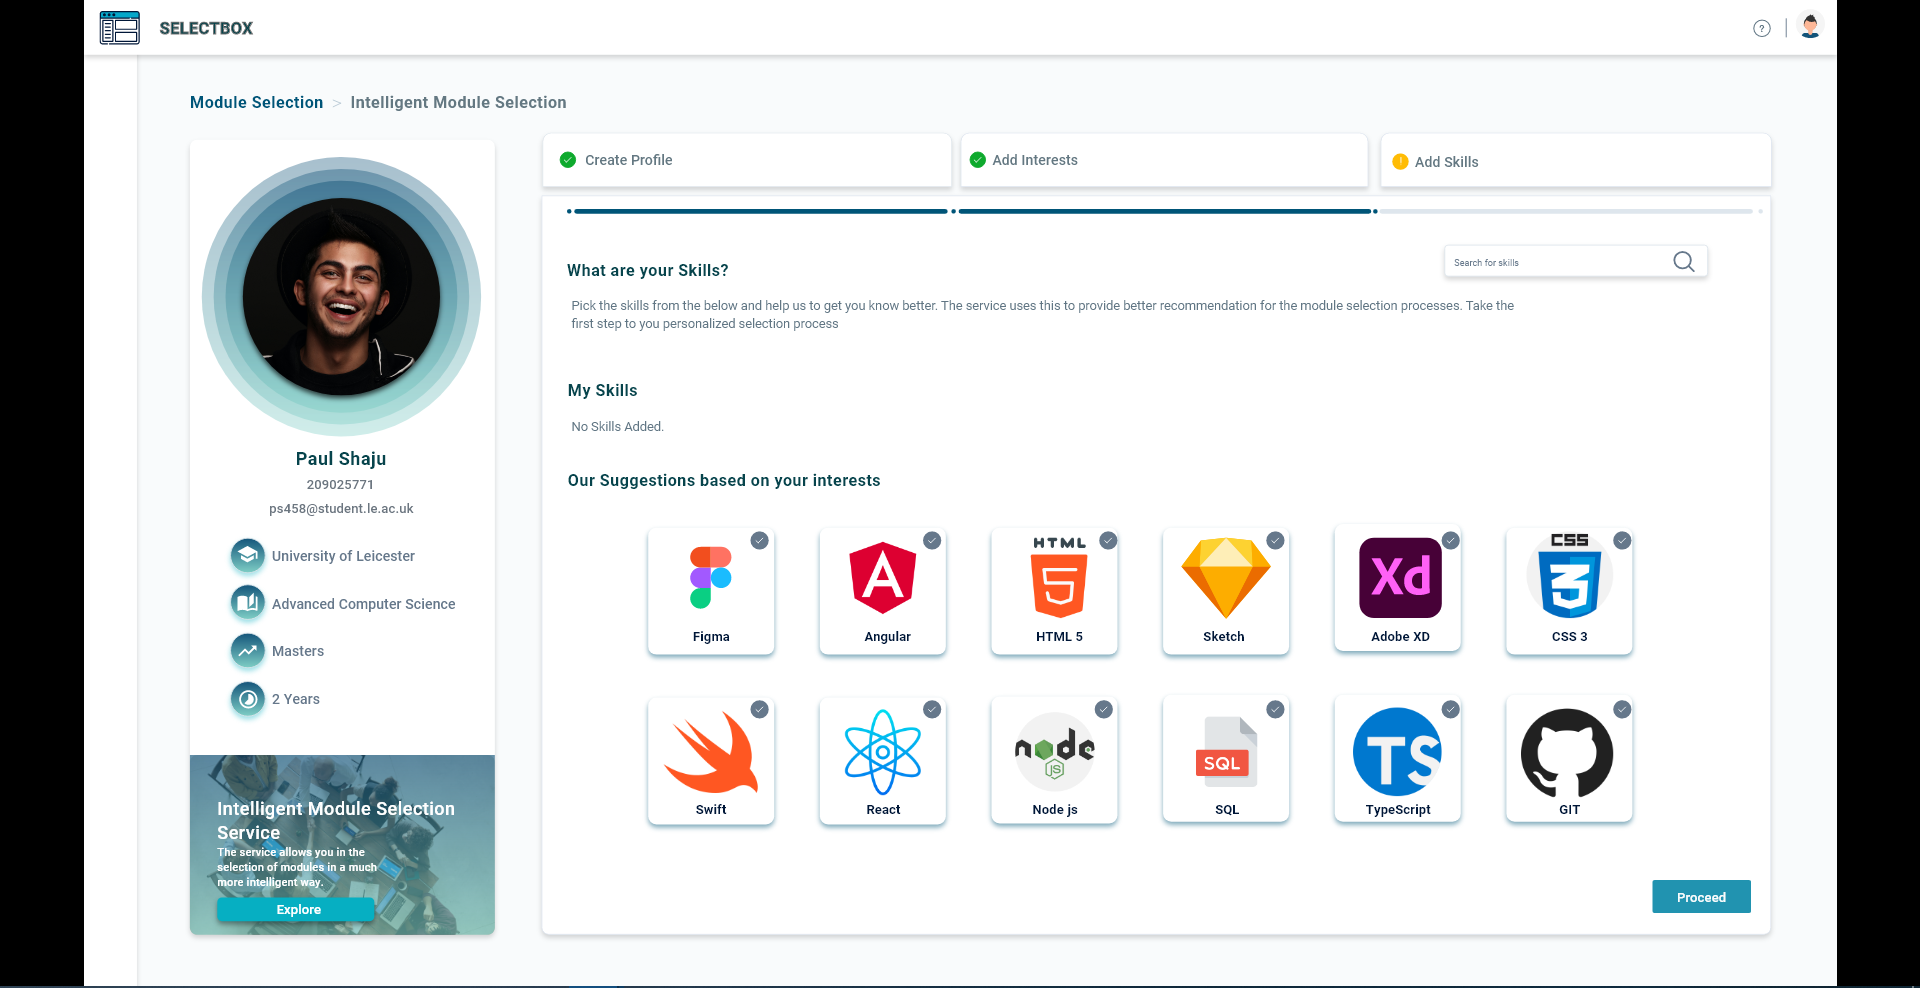 SELECTBOX
?
Module Selection > Intelligent Module Selection
Create Profile
Add Interests
! Add Skills
Paul Shaju
209025771
ps458@student.le.ac.uk
University of Leicester
Advanced Computer Science
Masters
2 Years
Intelligent Module Selection
Service
The service allows you in the
selection of modules in a much
more intelligent way.
Explore
What are your Skills?
Search for skills
Pick the skills from the below and help us to get you know better. The service uses this to provide better recommendation for the module selection processes. Take the
first step to you personalized selection process
My Skills
No Skills Added.
Our Suggestions based on your interests
Figma
Angular
HTML
5
HTML 5
Sketch
Xd
Adobe XD
CSS
3
CSS 3
Swift
React
node
JS
Node js
SQL
SQL
TS
TypeScript
GIT
Proceed